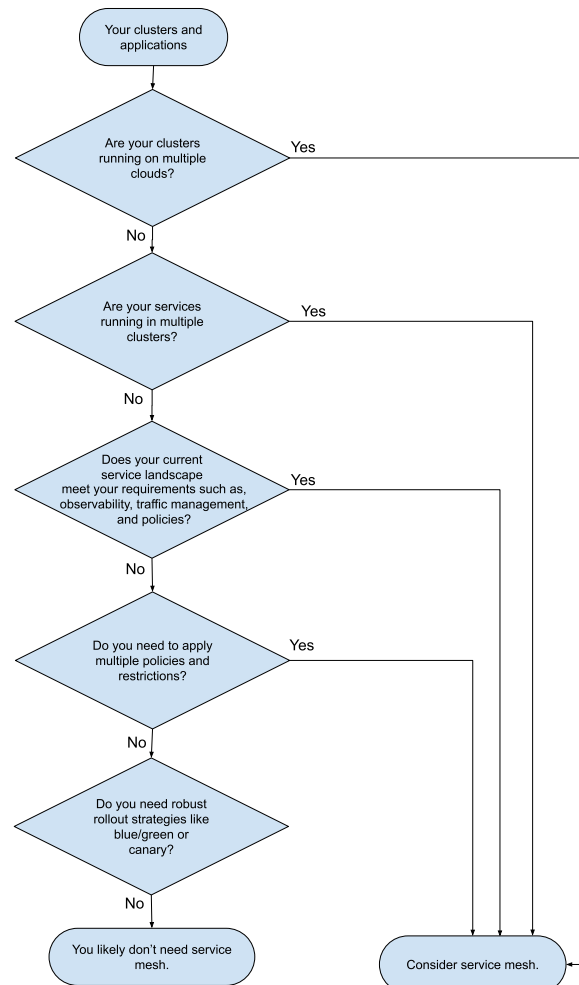 Your clusters and
applications
Are your clusters
running on multiple
clouds?
Yes
No
Are your services
running in multiple
clusters?
Yes
No
Does your current
service landscape
meet your requirements such as,
observability, traffic management,
and policies?
Yes
No
Do you need to apply
multiple policies and
restrictions?
Yes
No
Do you need robust
rollout strategies like
blue/green or
canary?
No
You likely don’t need service
mesh.
Consider service mesh.